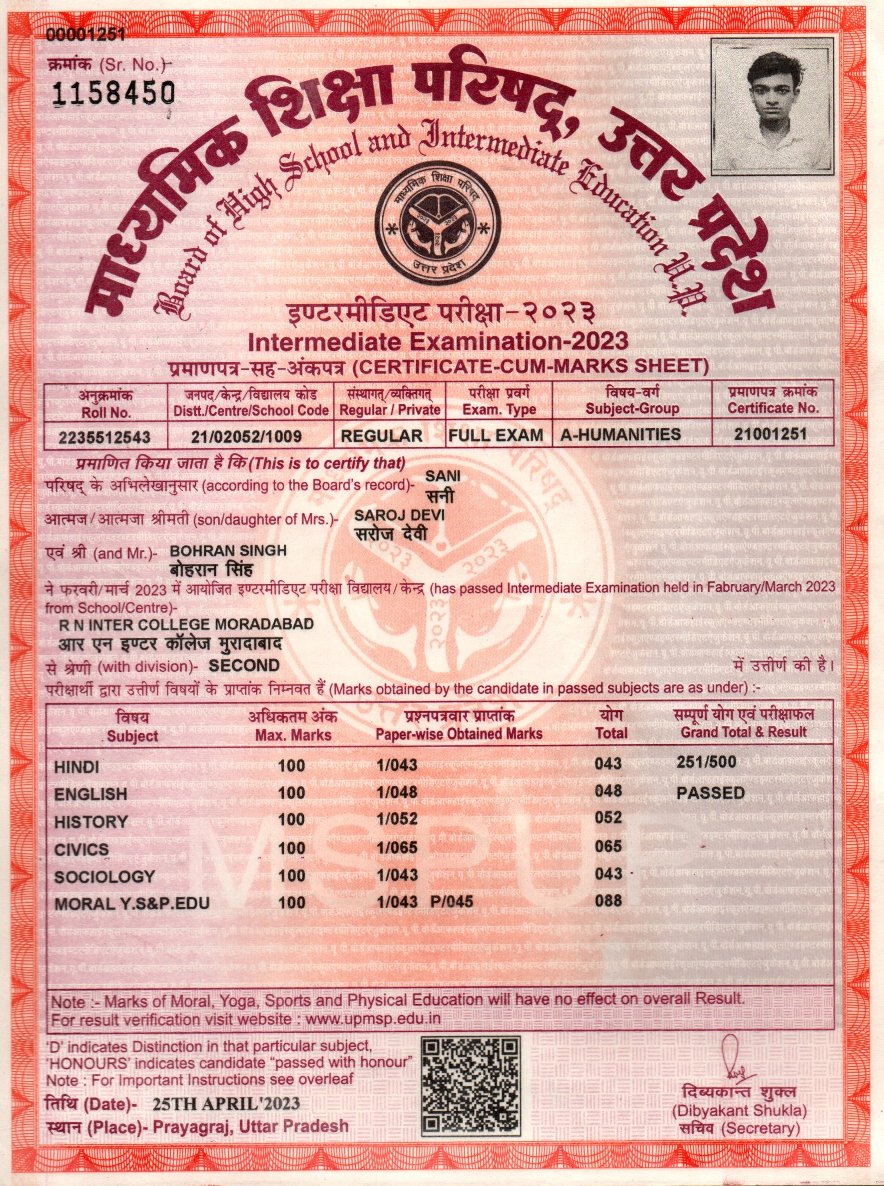 00001251
क्रमांक (Sr. No.)-
1158450
माध्यमिक शिक्षा परिषद्, उत्तर प्रदेश
Board of High School and Intermediate Education U.P.
माध्यमिक शिक्षा परिषद्
उत्तर प्रदेश
इण्टरमीडिएट परीक्षा-२०२३
Intermediate Examination-2023
प्रमाणपत्र-सह-अंकपत्र (CERTIFICATE-CUM-MARKS SHEET)
अनुक्रमांक जनपद/केन्द्र/विद्यालय कोड संस्थागत/व्यक्तिगत परीक्षा प्रवर्ग विषय-वर्ग प्रमाणपत्र क्रमांक
Roll No. Distt./Centre/School Code Regular / Private Exam. Type Subject-Group Certificate No.
2235512543 21/02052/1009 REGULAR FULL EXAM A-HUMANITIES 21001251
प्रमाणित किया जाता है कि (This is to certify that)
परिषद् के अभिलेखानुसार (according to the Board's record)- SANI
सनी
आत्मज/आत्मजा श्रीमती (son/daughter of Mrs.)- SAROJ DEVI
सरोज देवी
एवं श्री (and Mr.)- BOHRAN SINGH
बोहरान सिंह
ने फरवरी/मार्च 2023 में आयोजित इण्टरमीडिएट परीक्षा विद्यालय/केन्द्र (has passed Intermediate Examination held in Fabruary/March 2023
from School/Centre)-
R N INTER COLLEGE MORADABAD
आर एन इण्टर कॉलेज मुरादाबाद
से श्रेणी (with division)- SECOND में उत्तीर्ण की है।
परीक्षार्थी द्वारा उत्तीर्ण विषयों के प्राप्तांक निम्नवत हैं (Marks obtained by the candidate in passed subjects are as under) :-
विषय अधिकतम अंक प्रश्नपत्रवार प्राप्तांक योग सम्पूर्ण योग एवं परीक्षाफल
Subject Max. Marks Paper-wise Obtained Marks Total Grand Total & Result
HINDI 100 1/043 043 251/500
ENGLISH 100 1/048 048 PASSED
HISTORY 100 1/052 052
CIVICS 100 1/065 065
SOCIOLOGY 100 1/043 043
MORAL Y.S&P.EDU 100 1/043 P/045 088
MSPUP
Note :- Marks of Moral, Yoga, Sports and Physical Education will have no effect on overall Result.
For result verification visit website : www.upmsp.edu.in
'D' indicates Distinction in that particular subject,
'HONOURS' indicates candidate "passed with honour"
Note : For Important Instructions see overleaf
तिथि (Date)- 25TH APRIL'2023
स्थान (Place)- Prayagraj, Uttar Pradesh
दिब्यकान्त शुक्ल
(Dibyakant Shukla)
सचिव (Secretary)